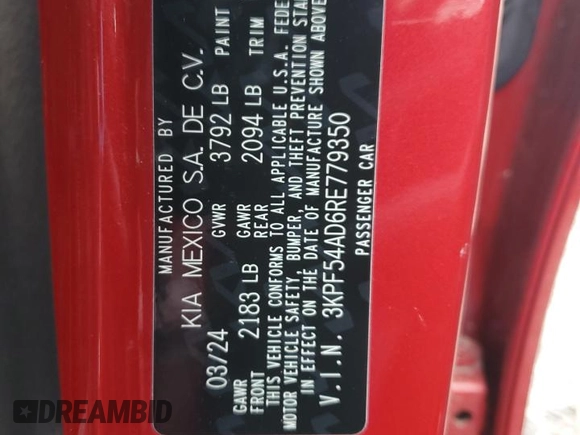 MANUFACTURED BY
KIA MEXICO S.A. DE C.V.
03/24 GVWR 3792 LB PAINT
GAWR FRONT 2183 LB GAWR REAR 2094 LB TRIM
THIS VEHICLE CONFORMS TO ALL APPLICABLE U.S.A. FEDE
MOTOR VEHICLE SAFETY, BUMPER, AND THEFT PREVENTION STA
IN EFFECT ON THE DATE OF MANUFACTURE SHOWN ABOVE
V.I.N. 3KPF54AD6RE779350
PASSENGER CAR
DREAMBID